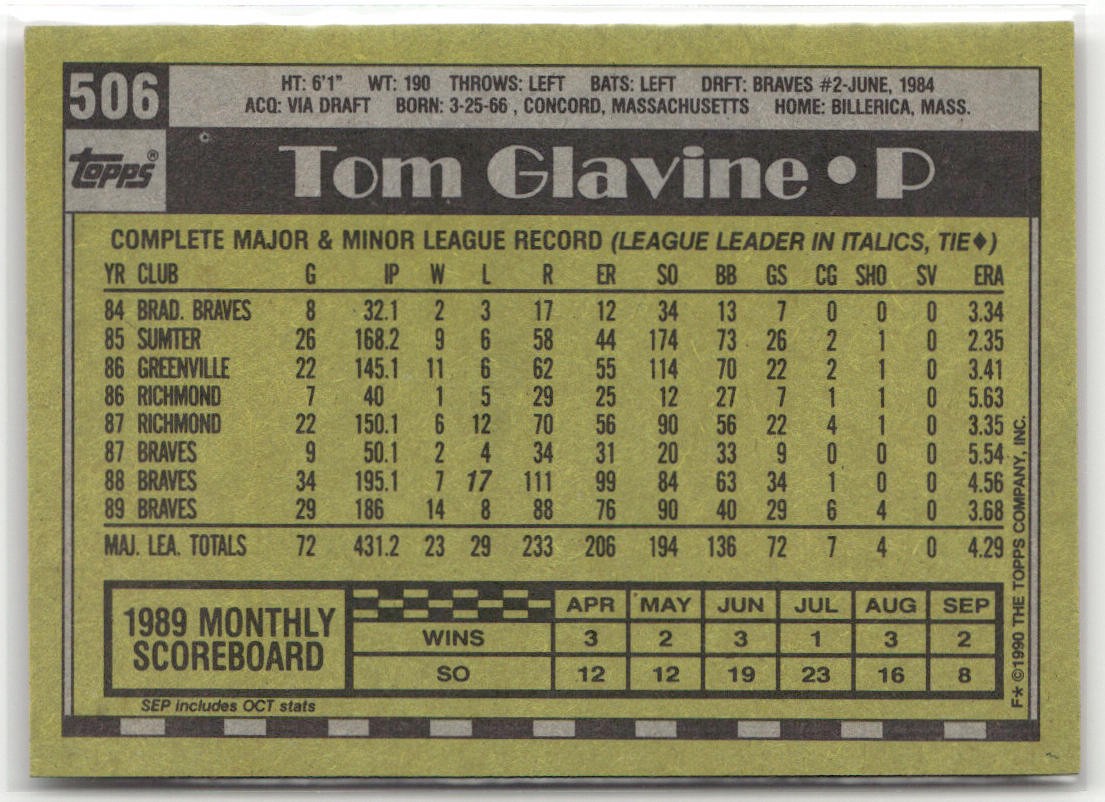 506
HT: 6'1" WT: 190 THROWS: LEFT BATS: LEFT DRFT: BRAVES #2-JUNE, 1984
ACQ: VIA DRAFT BORN: 3-25-66 , CONCORD, MASSACHUSETTS HOME: BILLERICA, MASS.
topps®
Tom Glavine • P
COMPLETE MAJOR & MINOR LEAGUE RECORD (LEAGUE LEADER IN ITALICS, TIE♦)
YR CLUB G IP W L R ER SO BB GS CG SHO SV ERA
84 BRAD. BRAVES 8 32.1 2 3 17 12 34 13 7 0 0 0 3.34
85 SUMTER 26 168.2 9 6 58 44 174 73 26 2 1 0 2.35
86 GREENVILLE 22 145.1 11 6 62 55 114 70 22 2 1 0 3.41
86 RICHMOND 7 40 1 5 29 25 12 27 7 1 1 0 5.63
87 RICHMOND 22 150.1 6 12 70 56 90 56 22 4 1 0 3.35
87 BRAVES 9 50.1 2 4 34 31 20 33 9 0 0 0 5.54
88 BRAVES 34 195.1 7 17 111 99 84 63 34 1 0 0 4.56
89 BRAVES 29 186 14 8 88 76 90 40 29 6 4 0 3.68
MAJ. LEA. TOTALS 72 431.2 23 29 233 206 194 136 72 7 4 0 4.29
1989 MONTHLY
SCOREBOARD
APR MAY JUN JUL AUG SEP
WINS 3 2 3 1 3 2
SO 12 12 19 23 16 8
SEP includes OCT stats
F* ©1990 THE TOPPS COMPANY, INC.